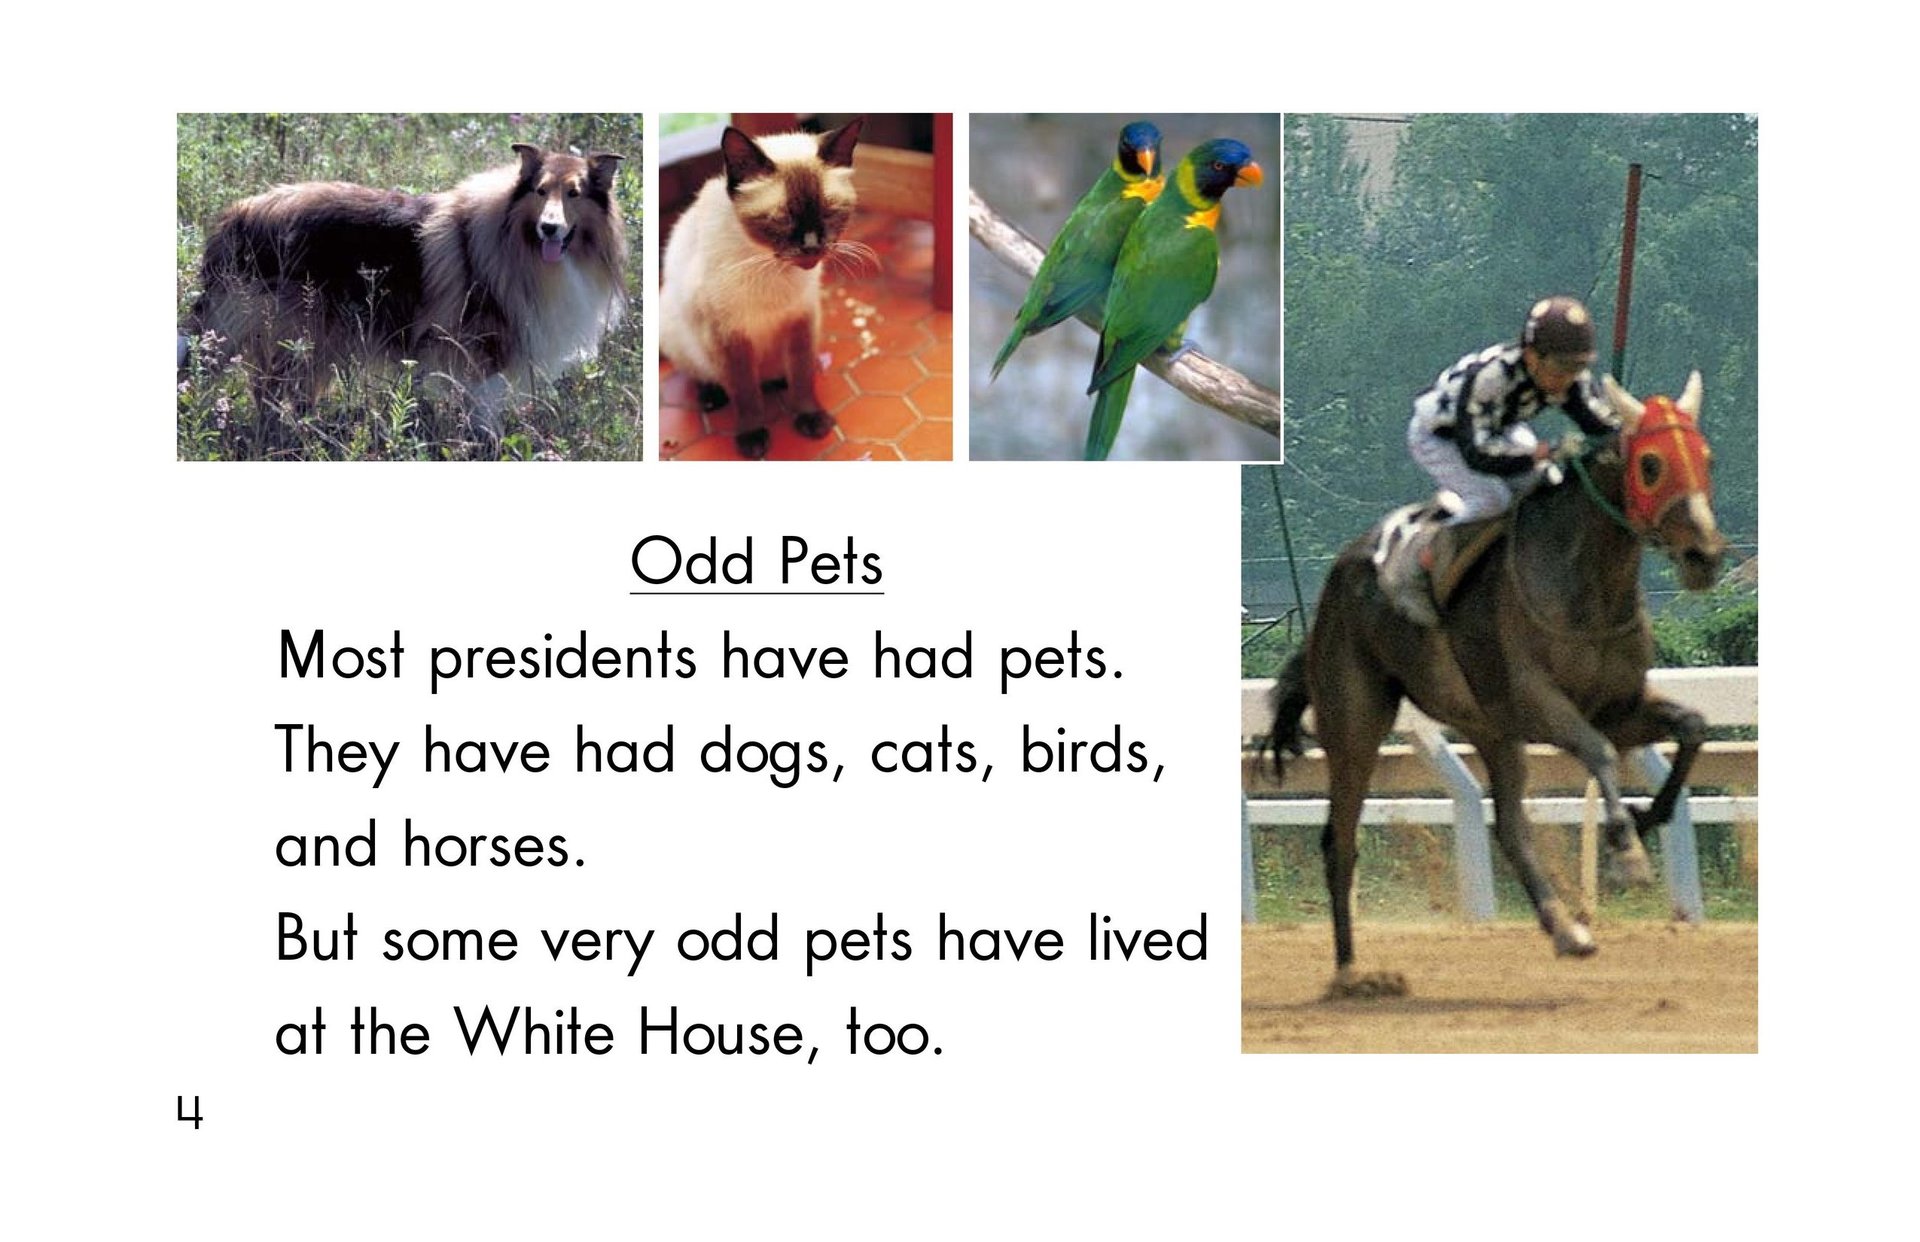 Odd Pets
Most presidents have had pets.
They have had dogs, cats, birds,
and horses.
But some very odd pets have lived
at the White House, too.
4